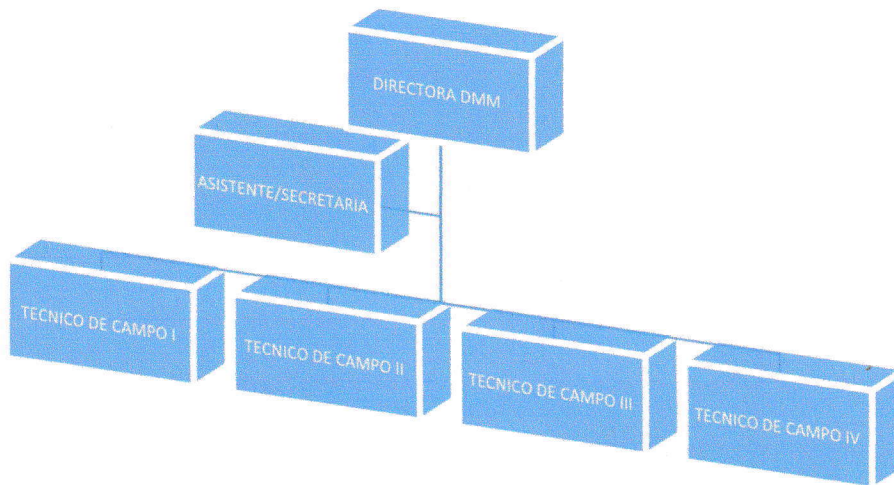 DIRECTORA DMM
ASISTENTE/SECRETARIA
TECNICO DE CAMPO I
TECNICO DE CAMPO II
TECNICO DE CAMPO III
TECNICO DE CAMPO IV